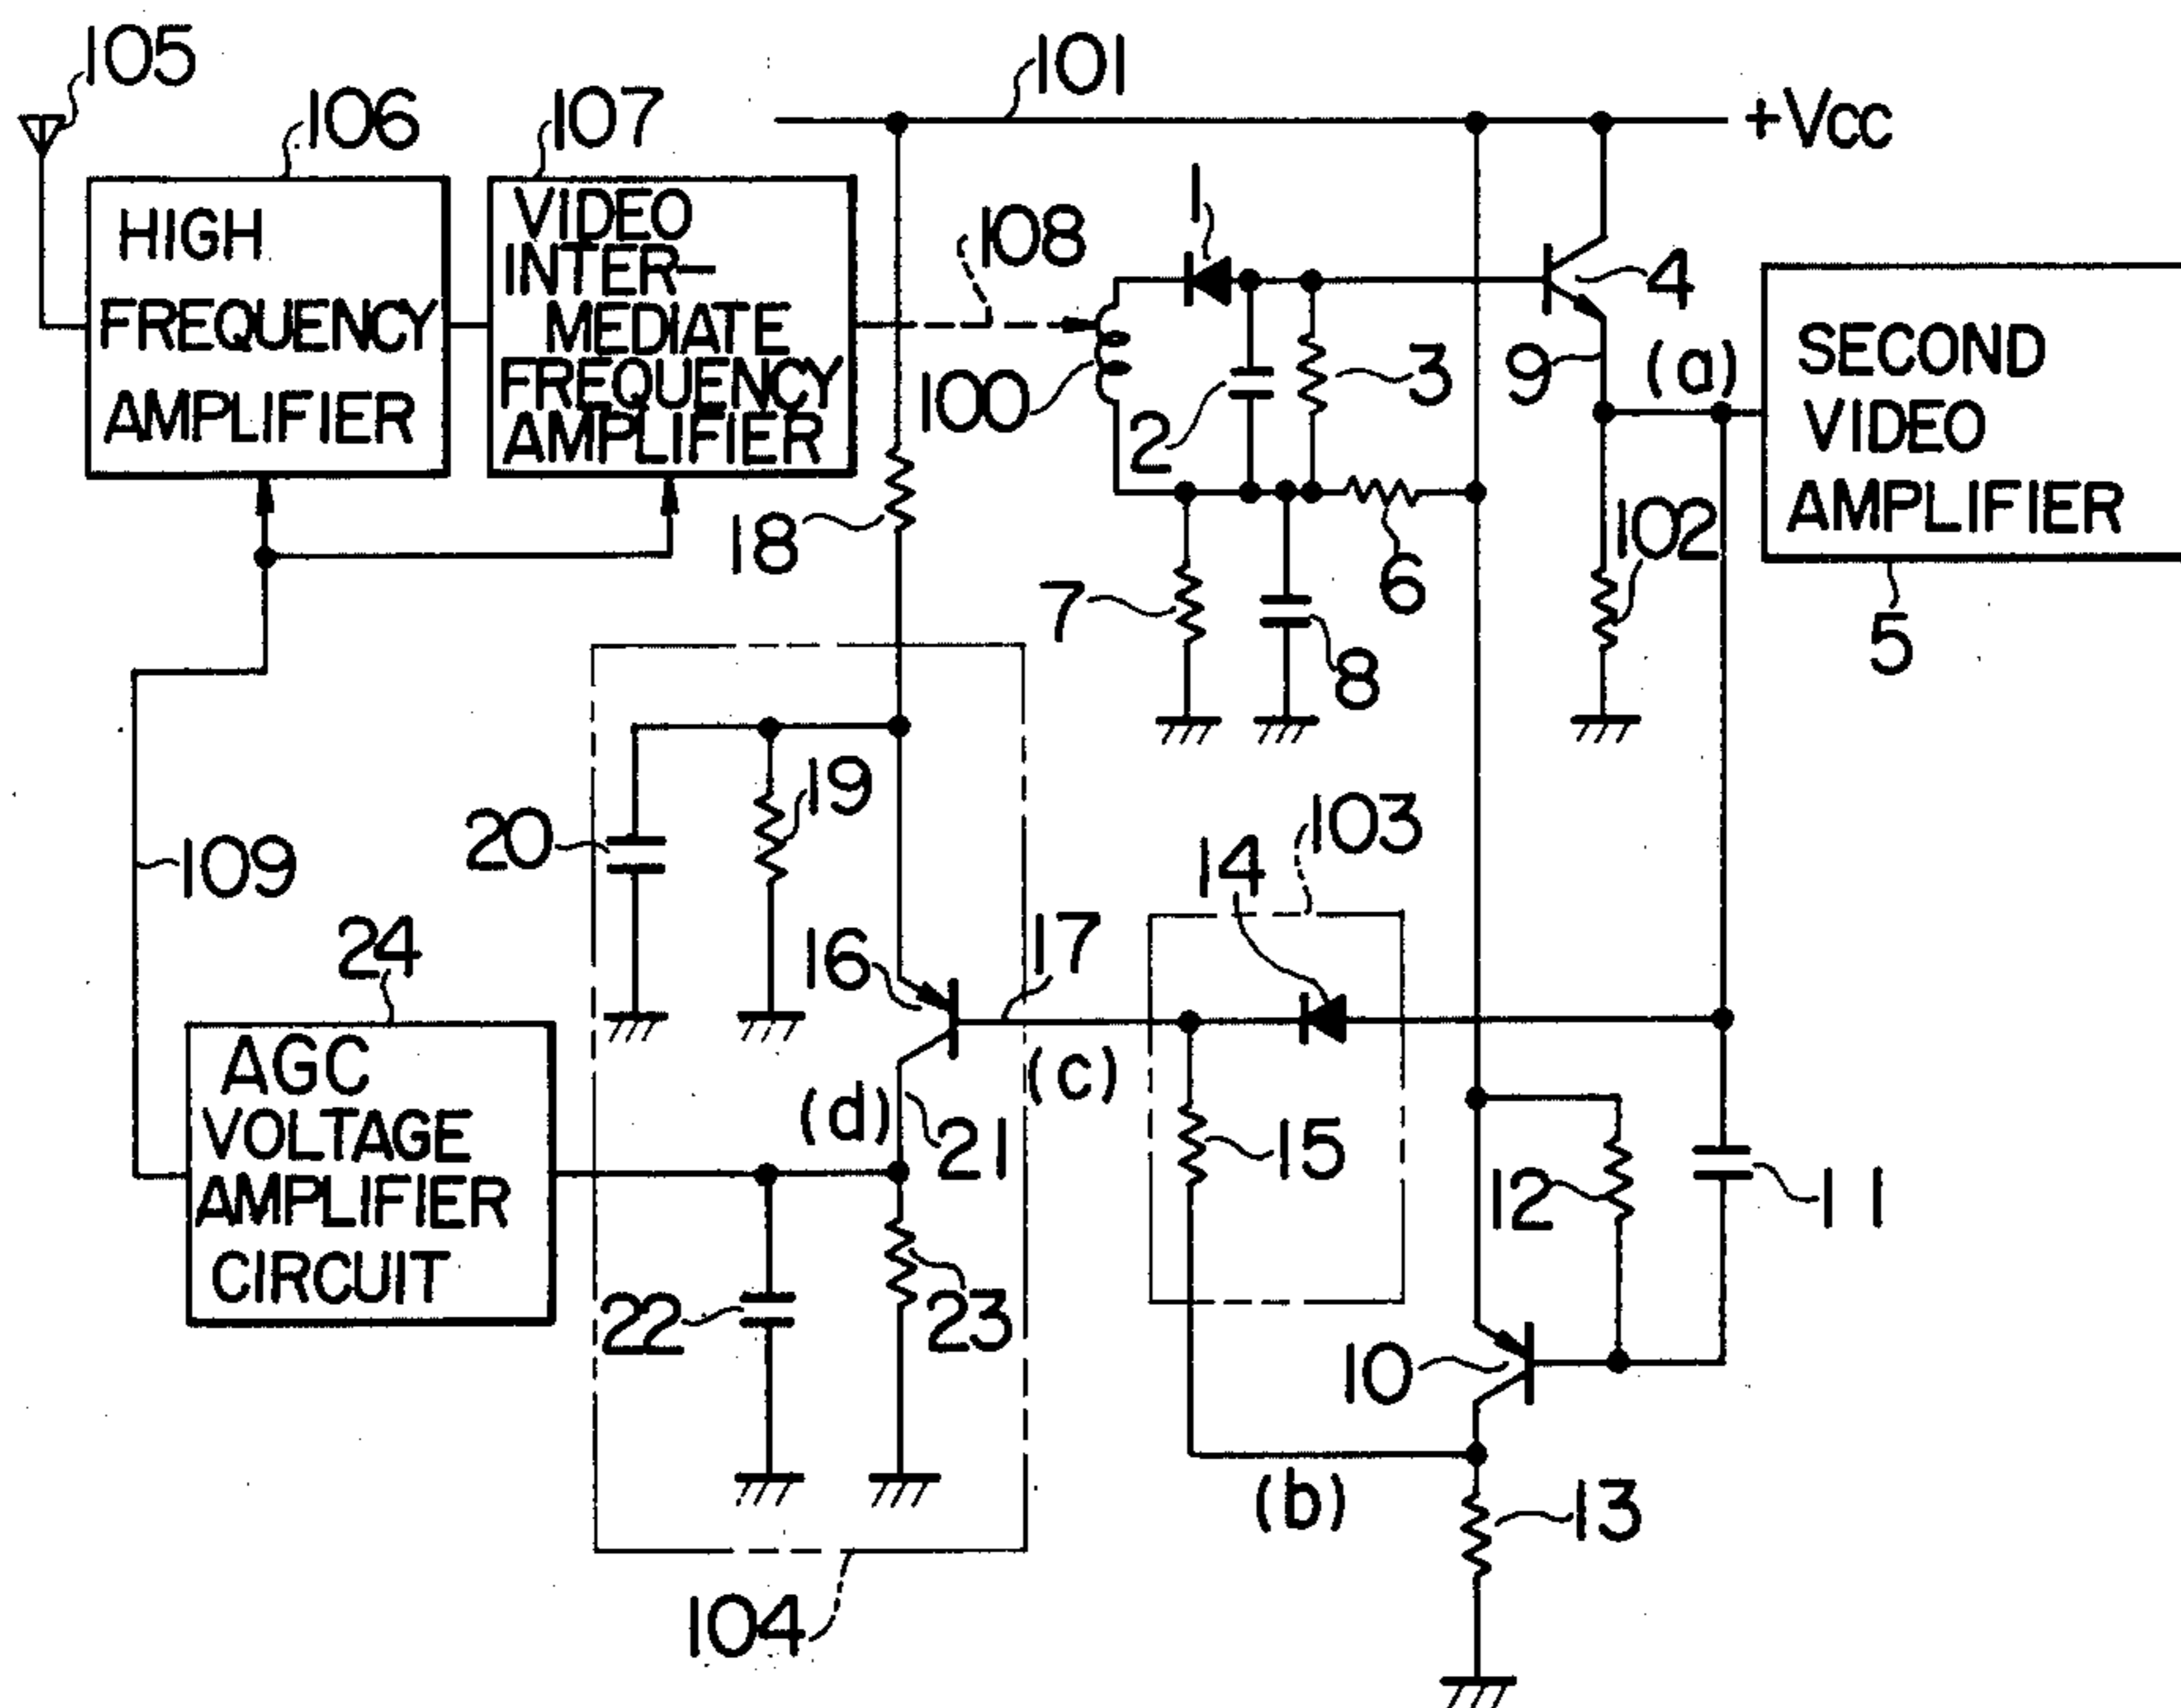 105
106
107
101
+Vcc
HIGH
FREQUENCY
AMPLIFIER
VIDEO
INTER-
MEDIATE
FREQUENCY
AMPLIFIER
108
1
4
100
2
3
9
(a)
SECOND
VIDEO
AMPLIFIER
18
7
8
6
102
5
20
19
103
109
24
16
17
14
AGC
VOLTAGE
AMPLIFIER
CIRCUIT
(d)
21
(c)
15
12
11
22
23
10
(b)
13
104